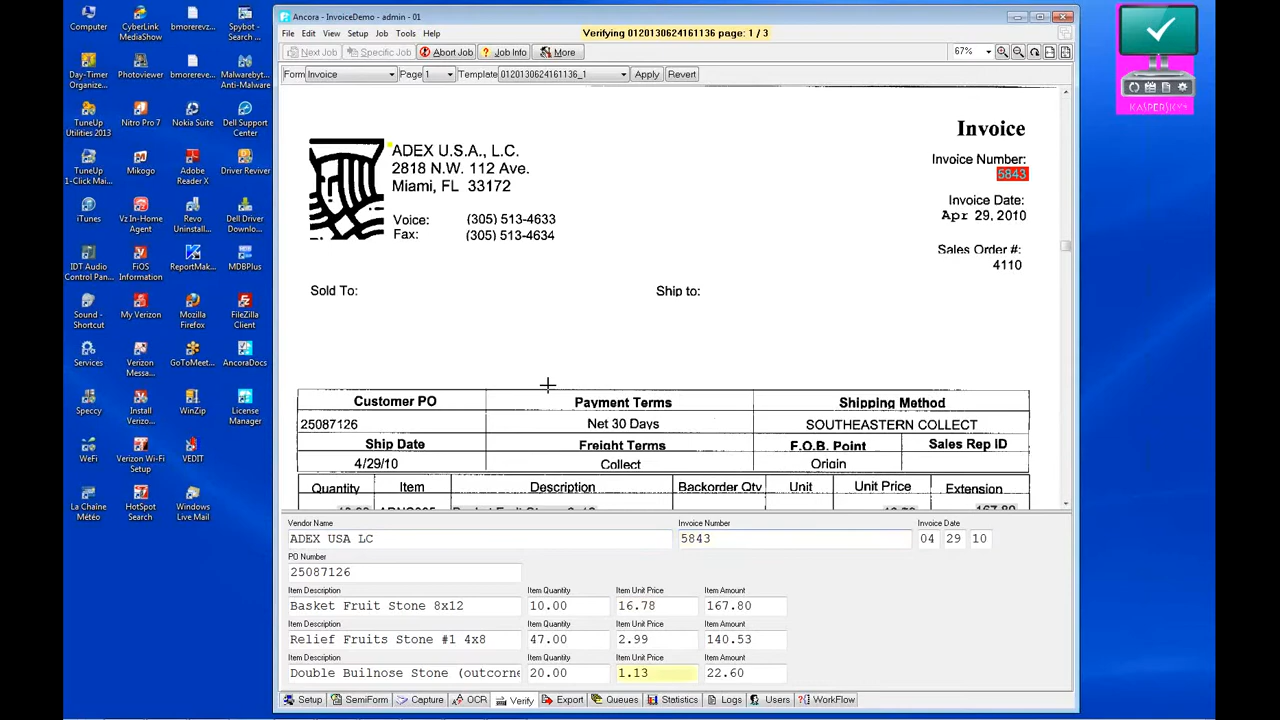 Computer
CyberLink MediaShow
bmorevz...
Spybot - Search ...
Day-Timer Organize...
Photoviewer
bmorerevz...
Malwarebyt... Anti-Malware
TuneUp Utilities 2013
Nitro Pro 7
Nokia Suite
Dell Support Center
TuneUp 1-Click Mai...
Mikogo
Adobe Reader X
Driver Reviver
iTunes
Vz In-Home Agent
Revo Uninstall...
Dell Driver Downlo...
IDT Audio Control Pan...
FiOS Information
ReportMak...
MDBPlus
Sound - Shortcut
My Verizon
Mozilla Firefox
FileZilla Client
Services
Verizon Messa...
GoToMeet...
AncoraDocs
Speccy
Install Verizo...
WinZip
License Manager
WeFi
Verizon Wi-Fi Setup
VEDIT
La Chaîne Météo
HotSpot Search
Windows Live Mail
Ancora - InvoiceDemo - admin - 01
File Edit View Setup Job Tools Help
Verifying 0120130624161136 page: 1 / 3
Next Job Specific Job Abort Job Job Info More
67%
Form Invoice Page 1 Template 0120130624161136_1 Apply Revert
Invoice
ADEX U.S.A., L.C.
2818 N.W. 112 Ave.
Miami, FL 33172
Voice: (305) 513-4633
Fax: (305) 513-4634
Invoice Number:
5843
Invoice Date:
Apr 29, 2010
Sales Order #:
4110
Sold To: Ship to:
Customer PO Payment Terms Shipping Method
25087126 Net 30 Days SOUTHEASTERN COLLECT
Ship Date Freight Terms F.O.B. Point Sales Rep ID
4/29/10 Collect Origin
Quantity Item Description Backorder Qty Unit Unit Price Extension
Vendor Name Invoice Number Invoice Date
ADEX USA LC 5843 04 29 10
PO Number
25087126
Item Description Item Quantity Item Unit Price Item Amount
Basket Fruit Stone 8x12 10.00 16.78 167.80
Item Description Item Quantity Item Unit Price Item Amount
Relief Fruits Stone #1 4x8 47.00 2.99 140.53
Item Description Item Quantity Item Unit Price Item Amount
Double Builnose Stone (outcorne 20.00 1.13 22.60
Setup SemiForm Capture OCR Verify Export Queues Statistics Logs Users WorkFlow
KASPERSKY